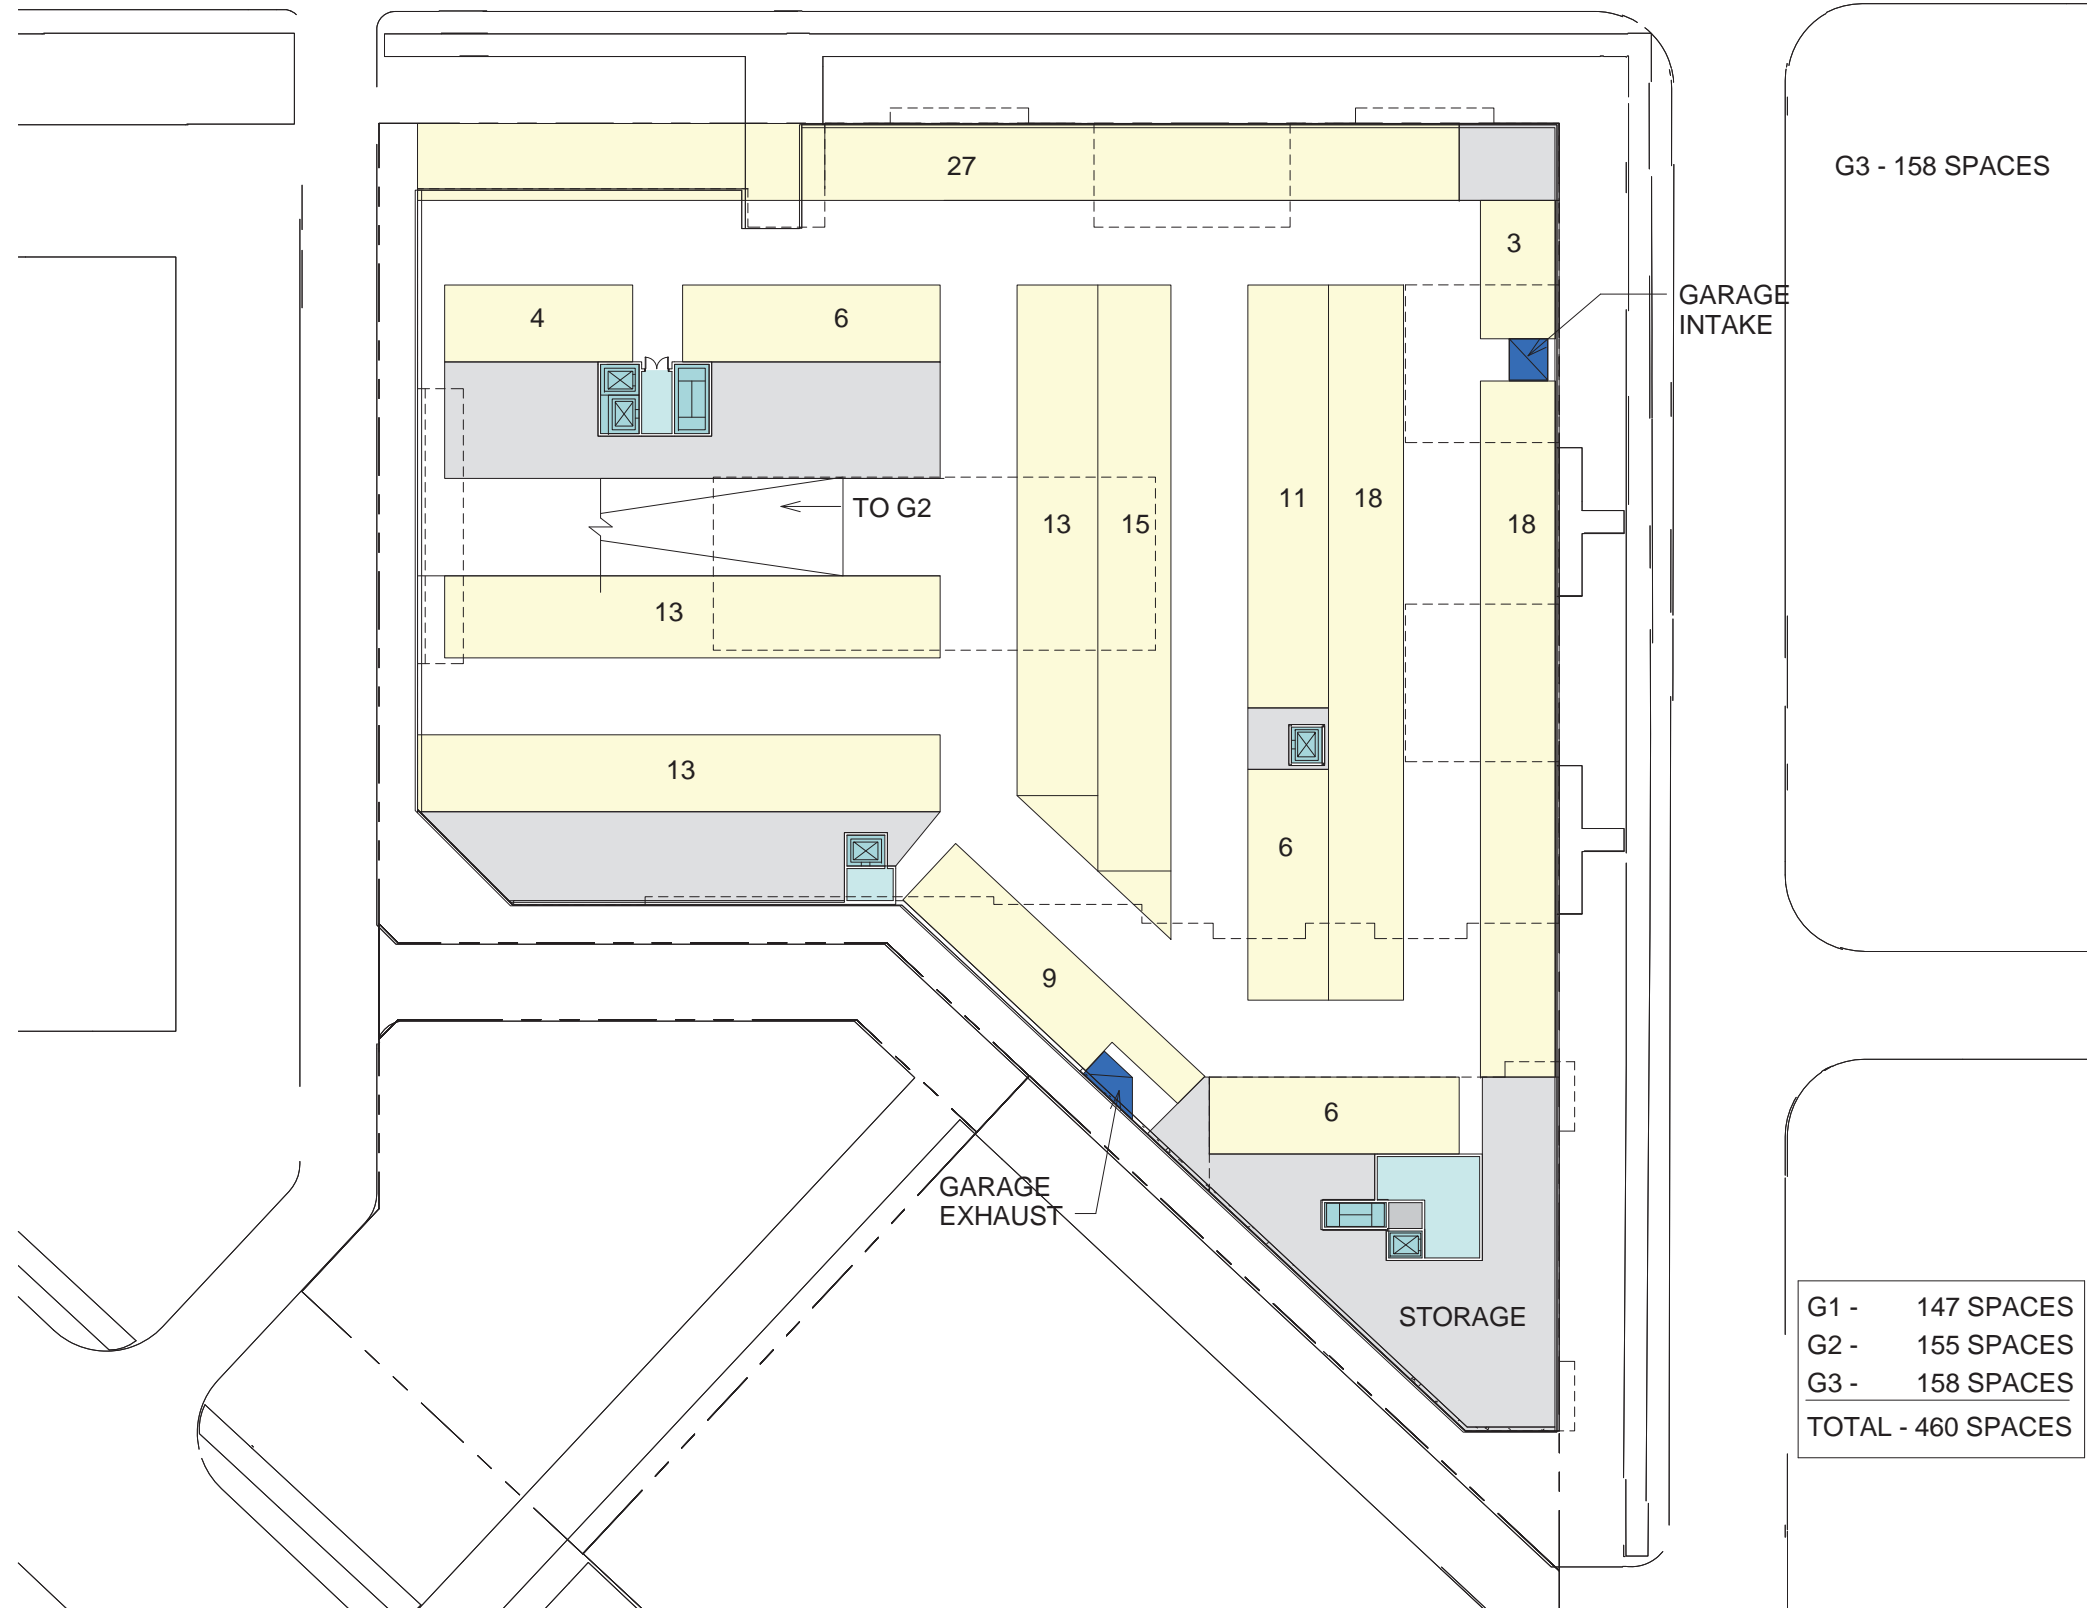 27
G3 - 158 SPACES
3
GARAGE
INTAKE
4
6
TO G2
13
15
11
18
18
13
13
6
9
6
GARAGE
EXHAUST
STORAGE
G1 - 147 SPACES
G2 - 155 SPACES
G3 - 158 SPACES
TOTAL - 460 SPACES